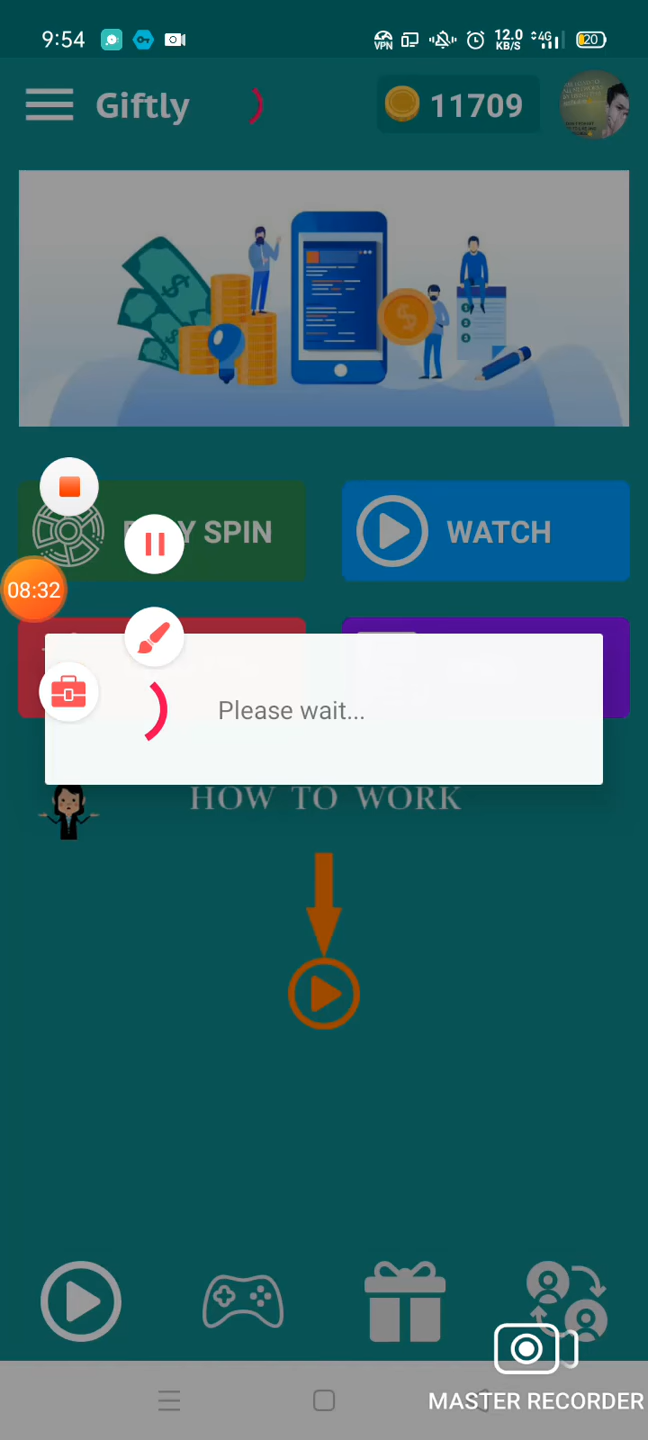 9:54
VPN
12.0
KB/S
4G
20
Giftly
11709
SPIN
WATCH
08:32
Please wait...
HOW TO WORK
MASTER RECORDER